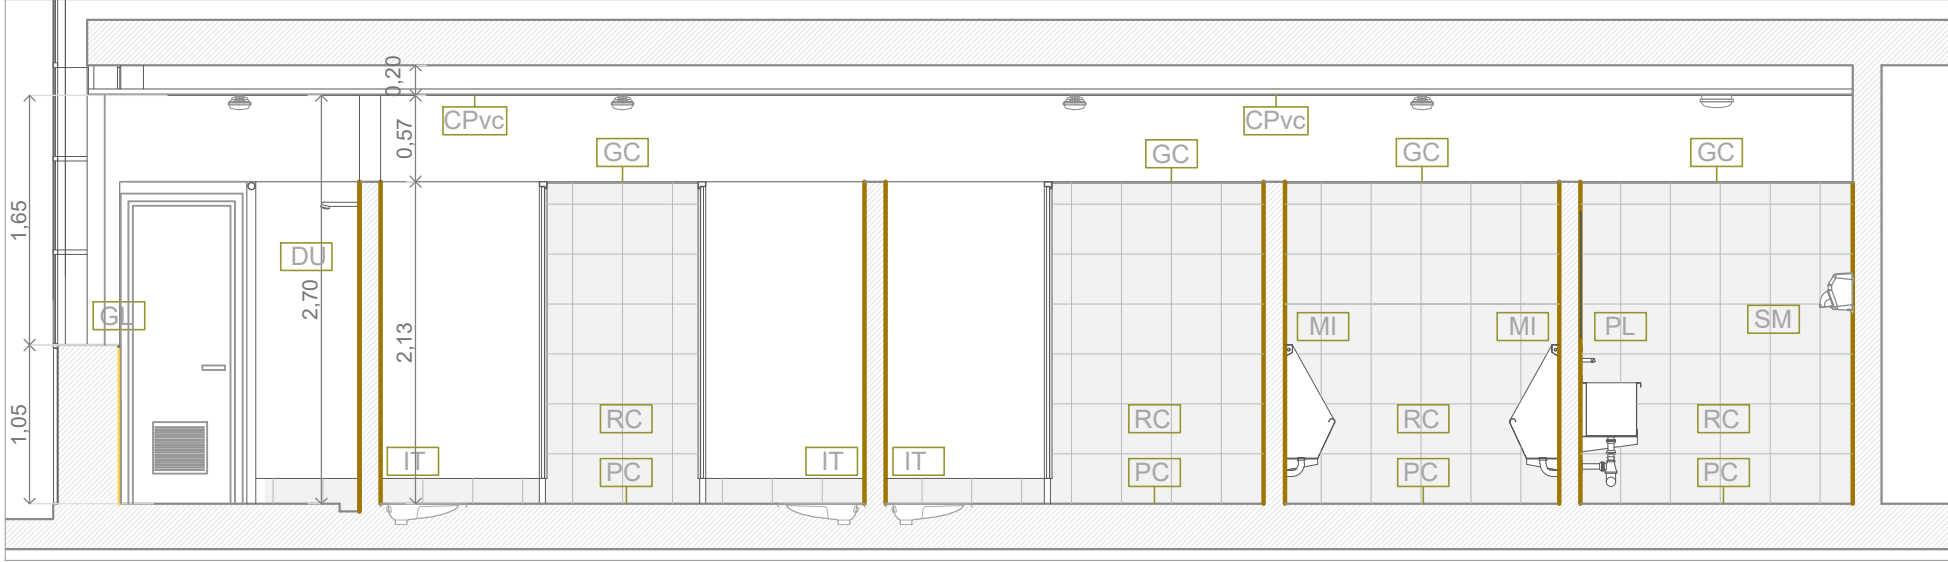 0,20
CPvc
CPvc
0,57
GC
GC
GC
GC
1,65
DU
2,70
GL
2,13
MI
MI
PL
SM
1,05
RC
RC
RC
RC
IT
IT
IT
PC
PC
PC
PC